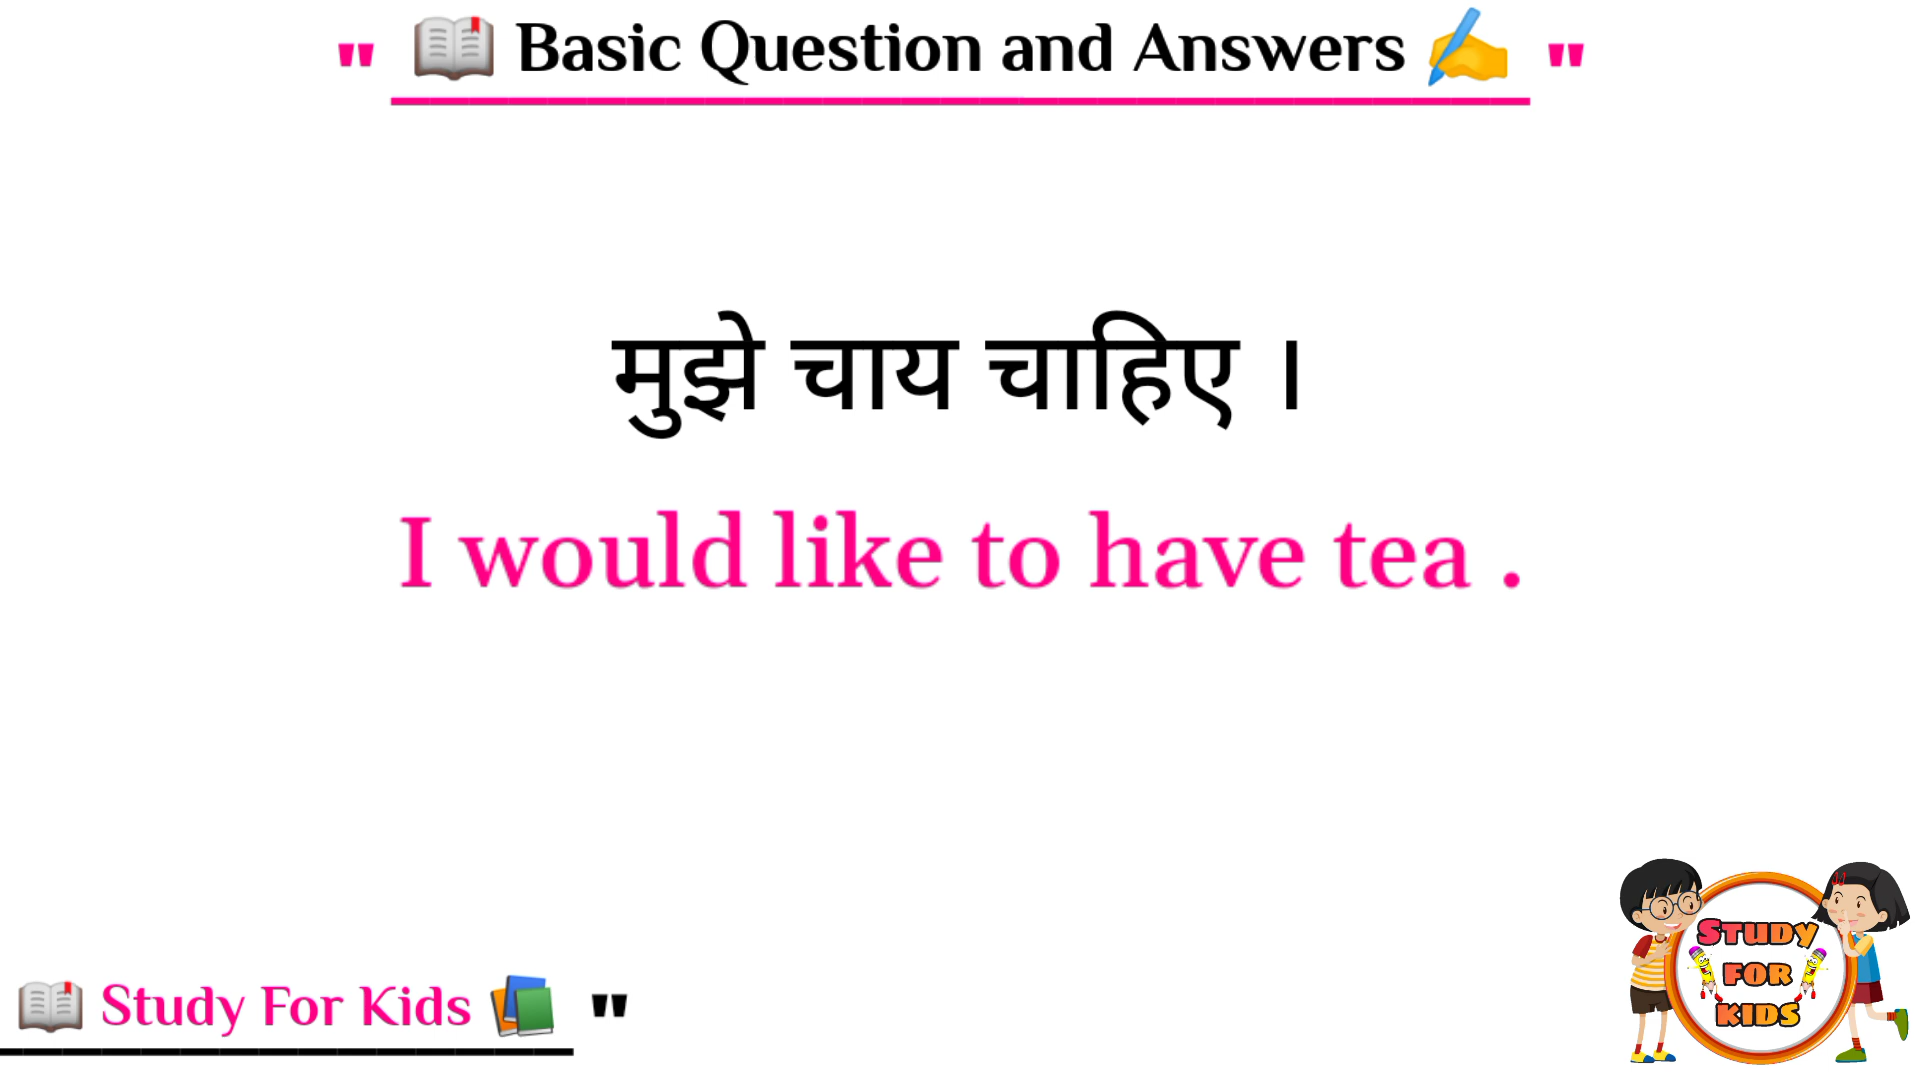 " 📖 Basic Question and Answers ✍ "
मुझे चाय चाहिए ।
I would like to have tea .
📖 Study For Kids 📚 "
STUDY
FOR
KIDS